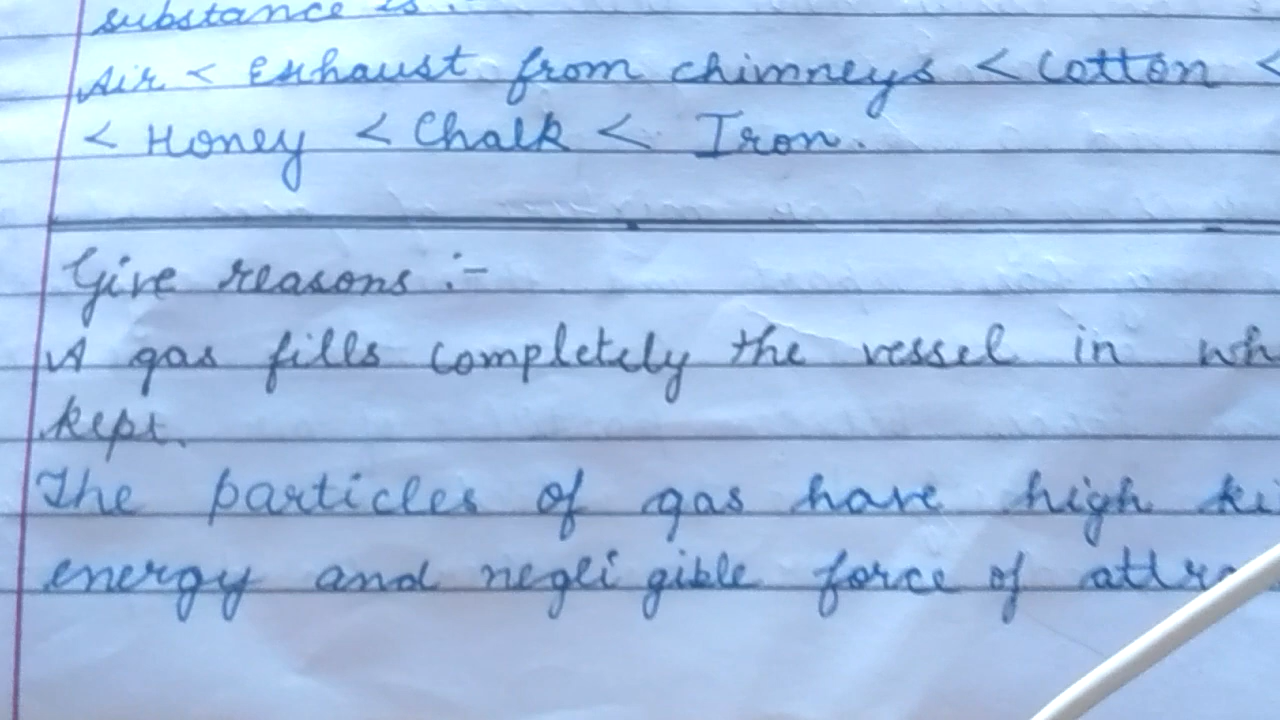 substance is :-
Air < Exhaust from chimneys < Cotton <
< Honey < Chalk < Iron.
Give reasons :-
A gas fills completely the vessel in
kept.
The particles of gas have high
energy and negligible force of